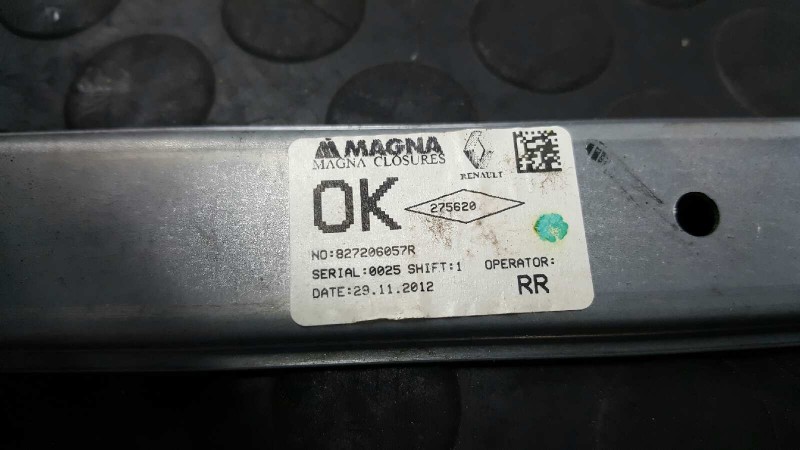 MAGNA
MAGNA CLOSURES
RENAULT
OK
275620
NO:827206057R
SERIAL:0025 SHIFT:1 OPERATOR:
DATE:29.11.2012 RR